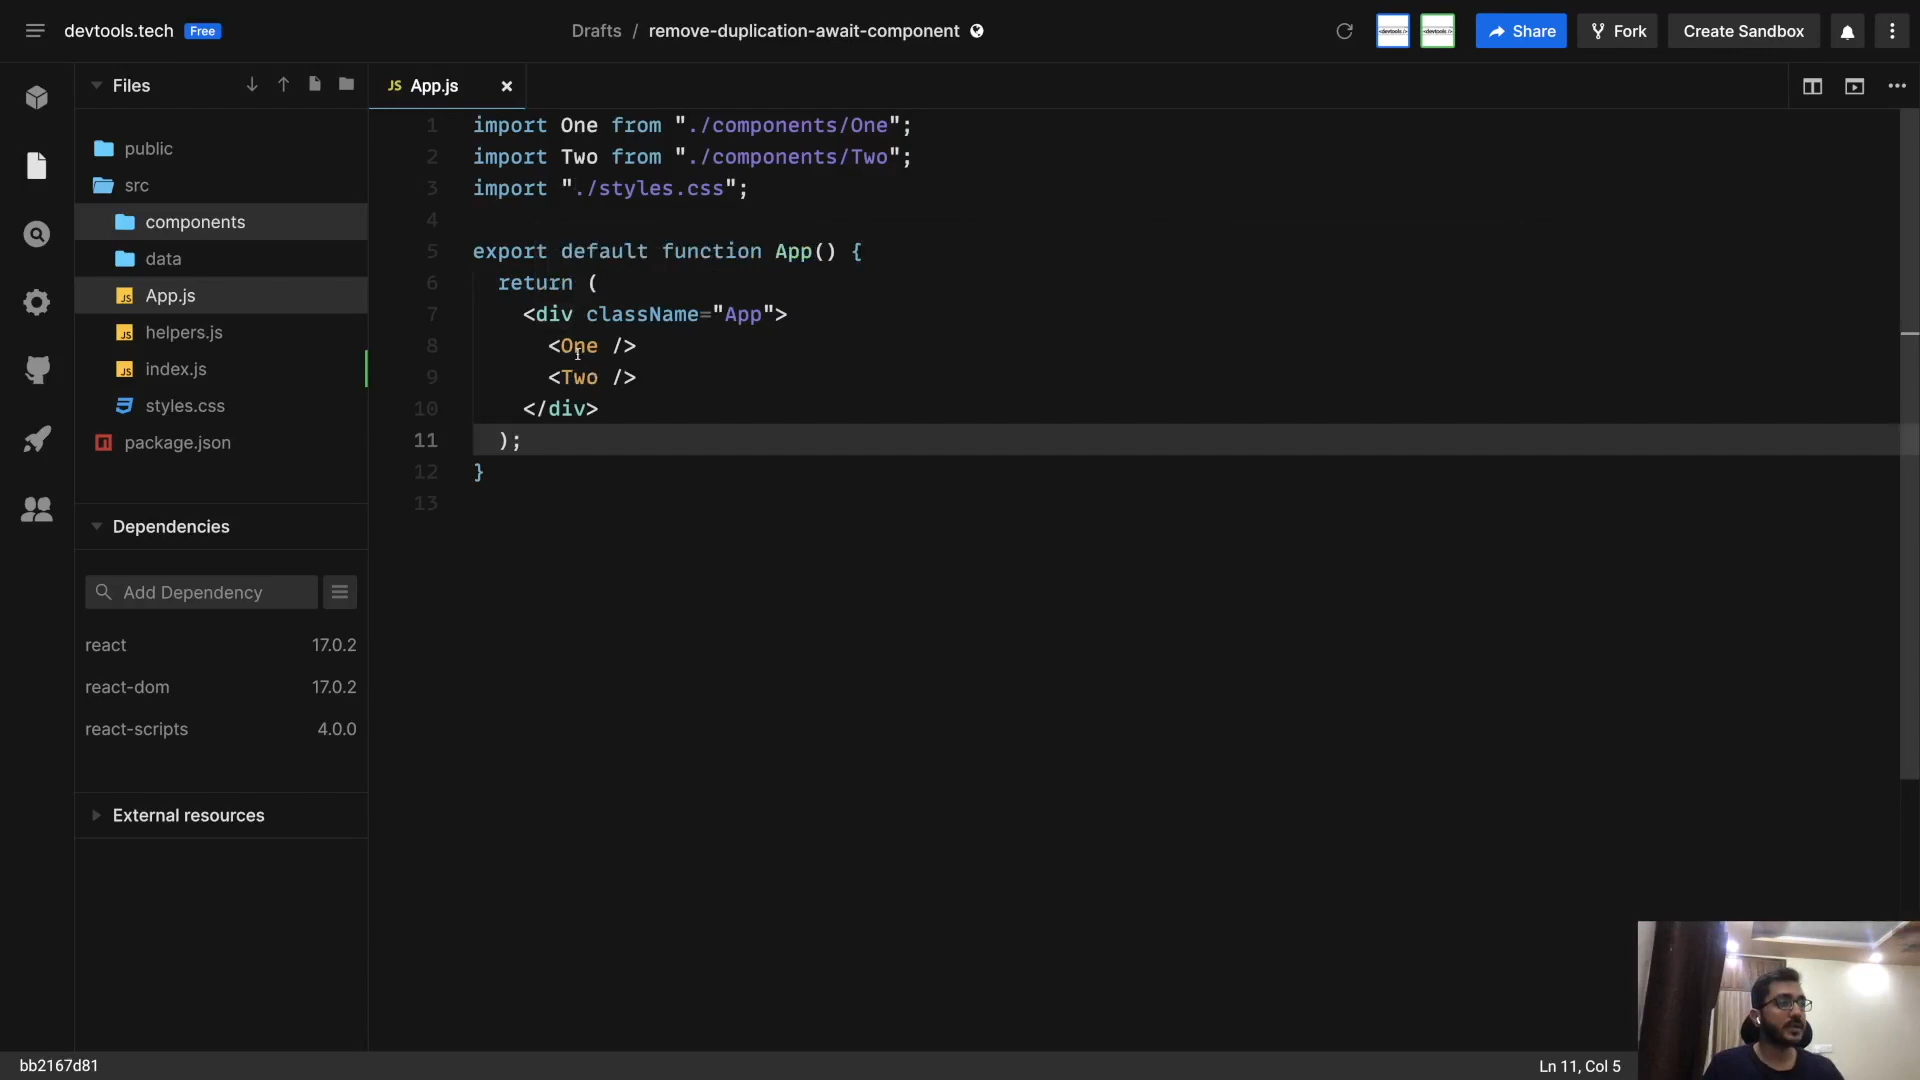 devtools.tech Free
Drafts / remove-duplication-await-component
Share
Fork
Create Sandbox
Files
public
src
components
data
App.js
helpers.js
index.js
styles.css
package.json
Dependencies
Add Dependency
react 17.0.2
react-dom 17.0.2
react-scripts 4.0.0
External resources
JS App.js
1 import One from "./components/One";
2 import Two from "./components/Two";
3 import "./styles.css";
4
5 export default function App() {
6 return (
7 <div className="App">
8 <One />
9 <Two />
10 </div>
11 );
12 }
13
bb2167d81
Ln 11, Col 5